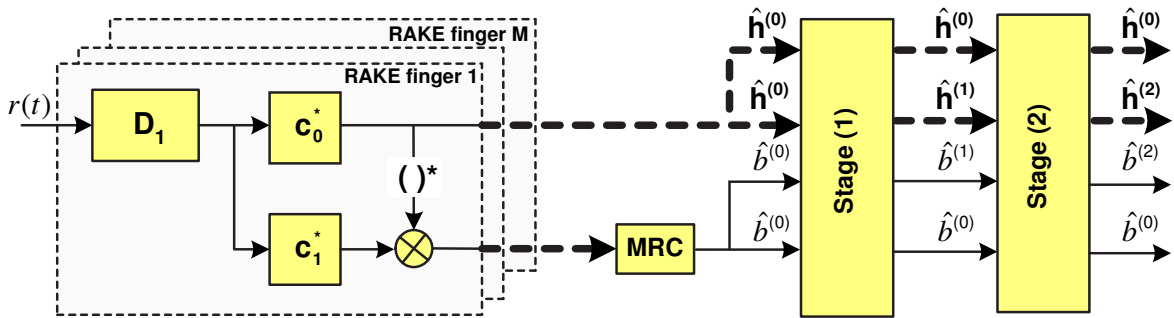 RAKE finger M
RAKE finger 1
r(t)
D₁
c₀*
( )*
c₁*
MRC
ĥ⁽⁰⁾
ĥ⁽⁰⁾
b̂⁽⁰⁾
b̂⁽⁰⁾
Stage (1)
ĥ⁽⁰⁾
ĥ⁽¹⁾
b̂⁽¹⁾
b̂⁽⁰⁾
Stage (2)
ĥ⁽⁰⁾
ĥ⁽²⁾
b̂⁽²⁾
b̂⁽⁰⁾